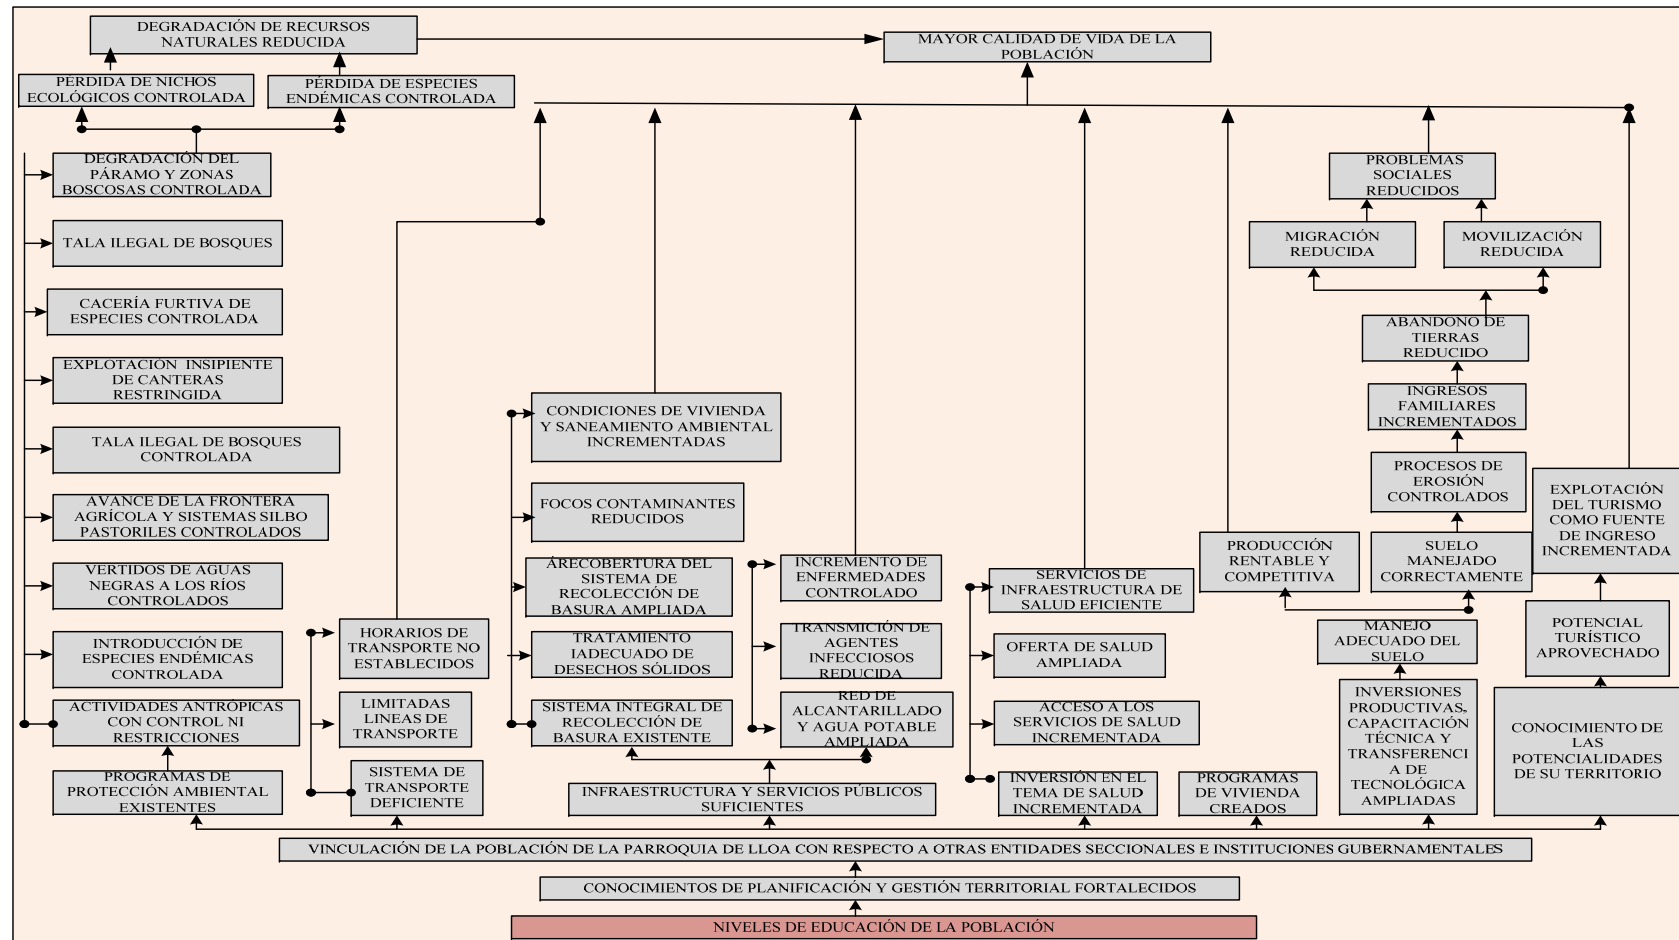 DEGRADACIÓN DE RECURSOS
NATURALES REDUCIDA
MAYOR CALIDAD DE VIDA DE LA
POBLACIÓN
PÉRDIDA DE NICHOS
ECOLÓGICOS CONTROLADA
PÉRDIDA DE ESPECIES
ENDÉMICAS CONTROLADA
DEGRADACIÓN DEL
PÁRAMO Y ZONAS
BOSCOSAS CONTROLADA
TALA ILEGAL DE BOSQUES
CACERÍA FURTIVA DE
ESPECIES CONTROLADA
EXPLOTACIÓN INSIPIENTE
DE CANTERAS
RESTRINGIDA
TALA ILEGAL DE BOSQUES
CONTROLADA
AVANCE DE LA FRONTERA
AGRÍCOLA Y SISTEMAS SILBO
PASTORILES CONTROLADOS
VERTIDOS DE AGUAS
NEGRAS A LOS RÍOS
CONTROLADOS
INTRODUCCIÓN DE
ESPECIES ENDÉMICAS
CONTROLADA
ACTIVIDADES ANTRÓPICAS
CON CONTROL NI
RESTRICCIONES
PROGRAMAS DE
PROTECCIÓN AMBIENTAL
EXISTENTES
HORARIOS DE
TRANSPORTE NO
ESTABLECIDOS
LIMITADAS
LINEAS DE
TRANSPORTE
SISTEMA DE
TRANSPORTE
DEFICIENTE
CONDICIONES DE VIVIENDA
Y SANEAMIENTO AMBIENTAL
INCREMENTADAS
FOCOS CONTAMINANTES
REDUCIDOS
ÁRECOBERTURA DEL
SISTEMA DE
RECOLECCIÓN DE
BASURA AMPLIADA
TRATAMIENTO
IADECUADO DE
DESECHOS SÓLIDOS
SISTEMA INTEGRAL DE
RECOLECCIÓN DE
BASURA EXISTENTE
INCREMENTO DE
ENFERMEDADES
CONTROLADO
TRANSMICIÓN DE
AGENTES
INFECCIOSOS
REDUCIDA
RED DE
ALCANTARILLADO
Y AGUA POTABLE
AMPLIADA
INFRAESTRUCTURA Y SERVICIOS PÚBLICOS
SUFICIENTES
SERVICIOS DE
INFRAESTRUCTURA DE
SALUD EFICIENTE
OFERTA DE SALUD
AMPLIADA
ACCESO A LOS
SERVICIOS DE SALUD
INCREMENTADA
INVERSIÓN EN EL
TEMA DE SALUD
INCREMENTADA
PROGRAMAS
DE VIVIENDA
CREADOS
PROBLEMAS
SOCIALES
REDUCIDOS
MIGRACIÓN
REDUCIDA
MOVILIZACIÓN
REDUCIDA
ABANDONO DE
TIERRAS
REDUCIDO
INGRESOS
FAMILIARES
INCREMENTADOS
PROCESOS DE
EROSIÓN
CONTROLADOS
PRODUCCIÓN
RENTABLE Y
COMPETITIVA
SUELO
MANEJADO
CORRECTAMENTE
MANEJO
ADECUADO DEL
SUELO
INVERSIONES
PRODUCTIVAS,
CAPACITACIÓN
TÉCNICA Y
TRANSFERENCI
A DE
TECNOLÓGICA
AMPLIADAS
EXPLOTACIÓN
DEL TURISMO
COMO FUENTE
DE INGRESO
INCREMENTADA
POTENCIAL
TURÍSTICO
APROVECHADO
CONOCIMIENTO DE
LAS
POTENCIALIDADES
DE SU TERRITORIO
VINCULACIÓN DE LA POBLACIÓN DE LA PARROQUIA DE LLOA CON RESPECTO A OTRAS ENTIDADES SECCIONALES E INSTITUCIONES GUBERNAMENTALES
CONOCIMIENTOS DE PLANIFICACIÓN Y GESTIÓN TERRITORIAL FORTALECIDOS
NIVELES DE EDUCACIÓN DE LA POBLACIÓN